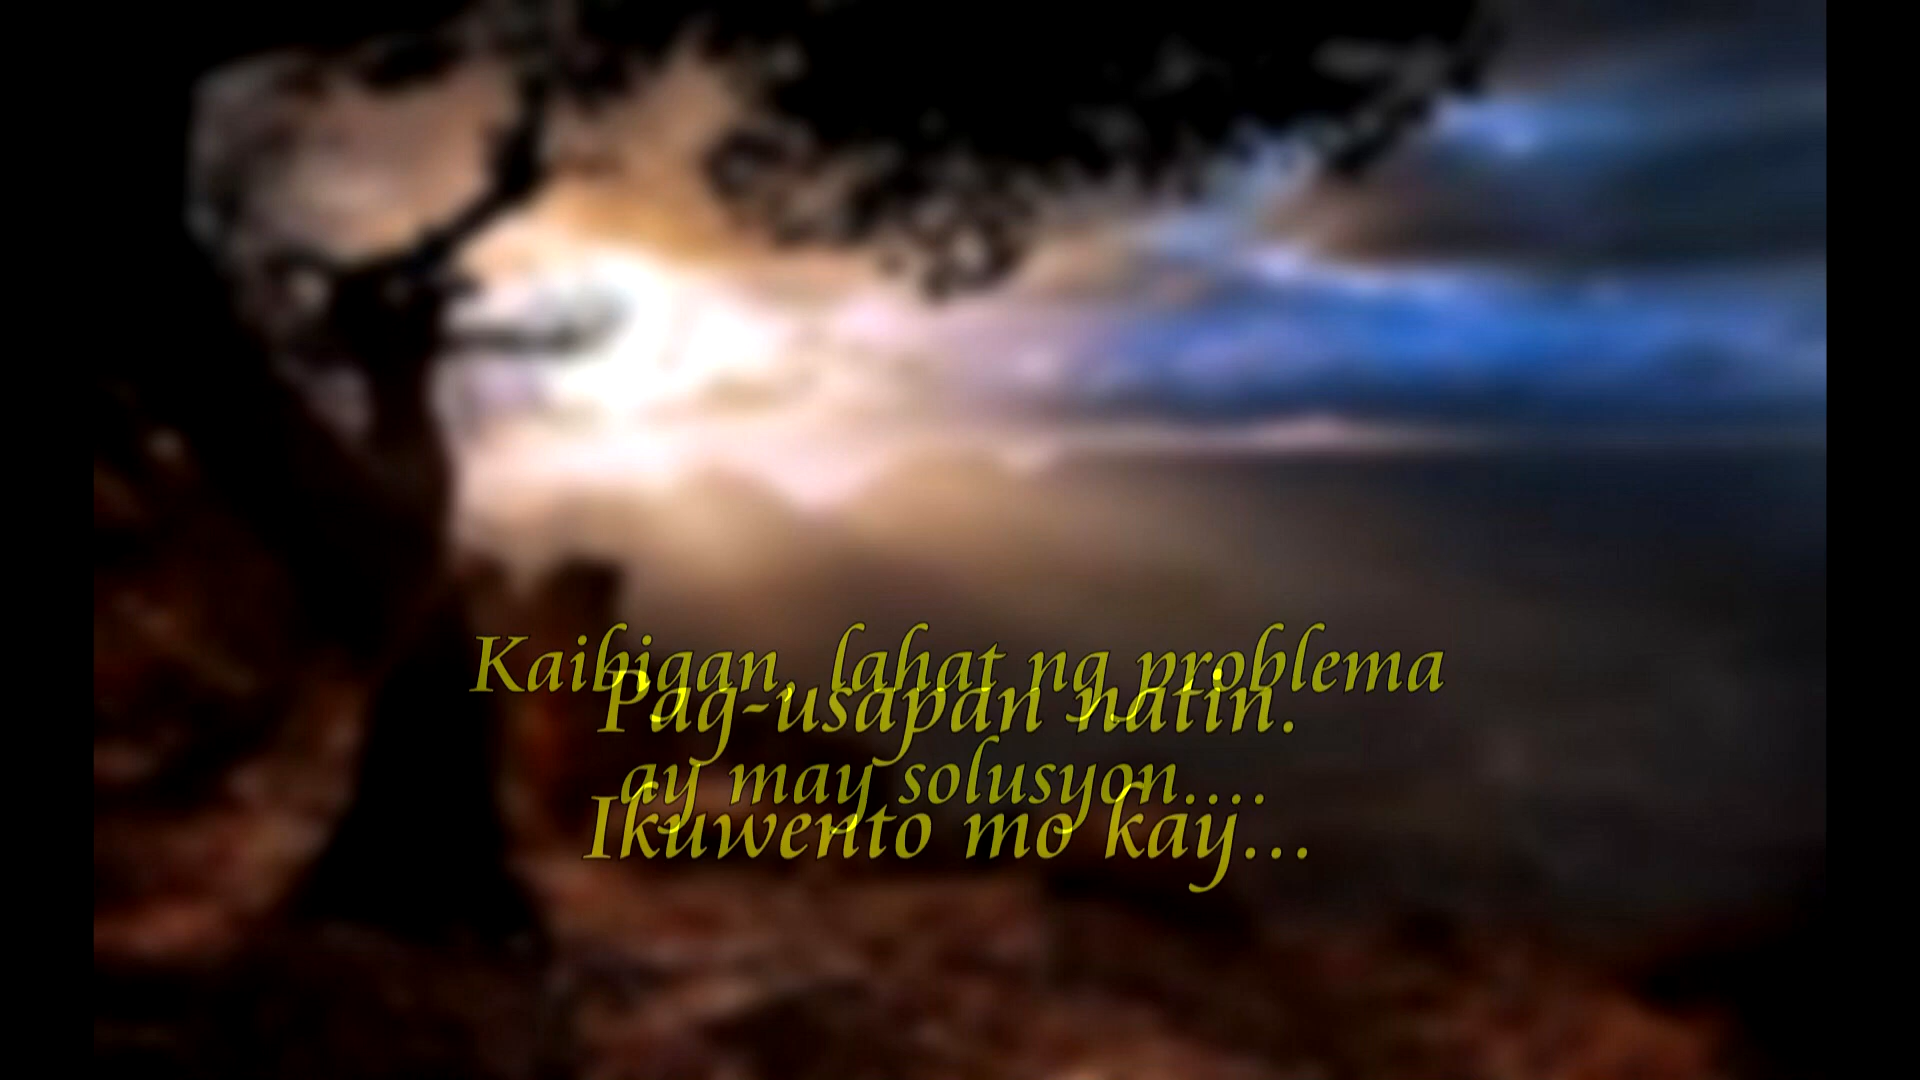 Kaibigan, lahat ng problema
ay may solusyon....
Pag-usapan natin.
Ikuwento mo kay...